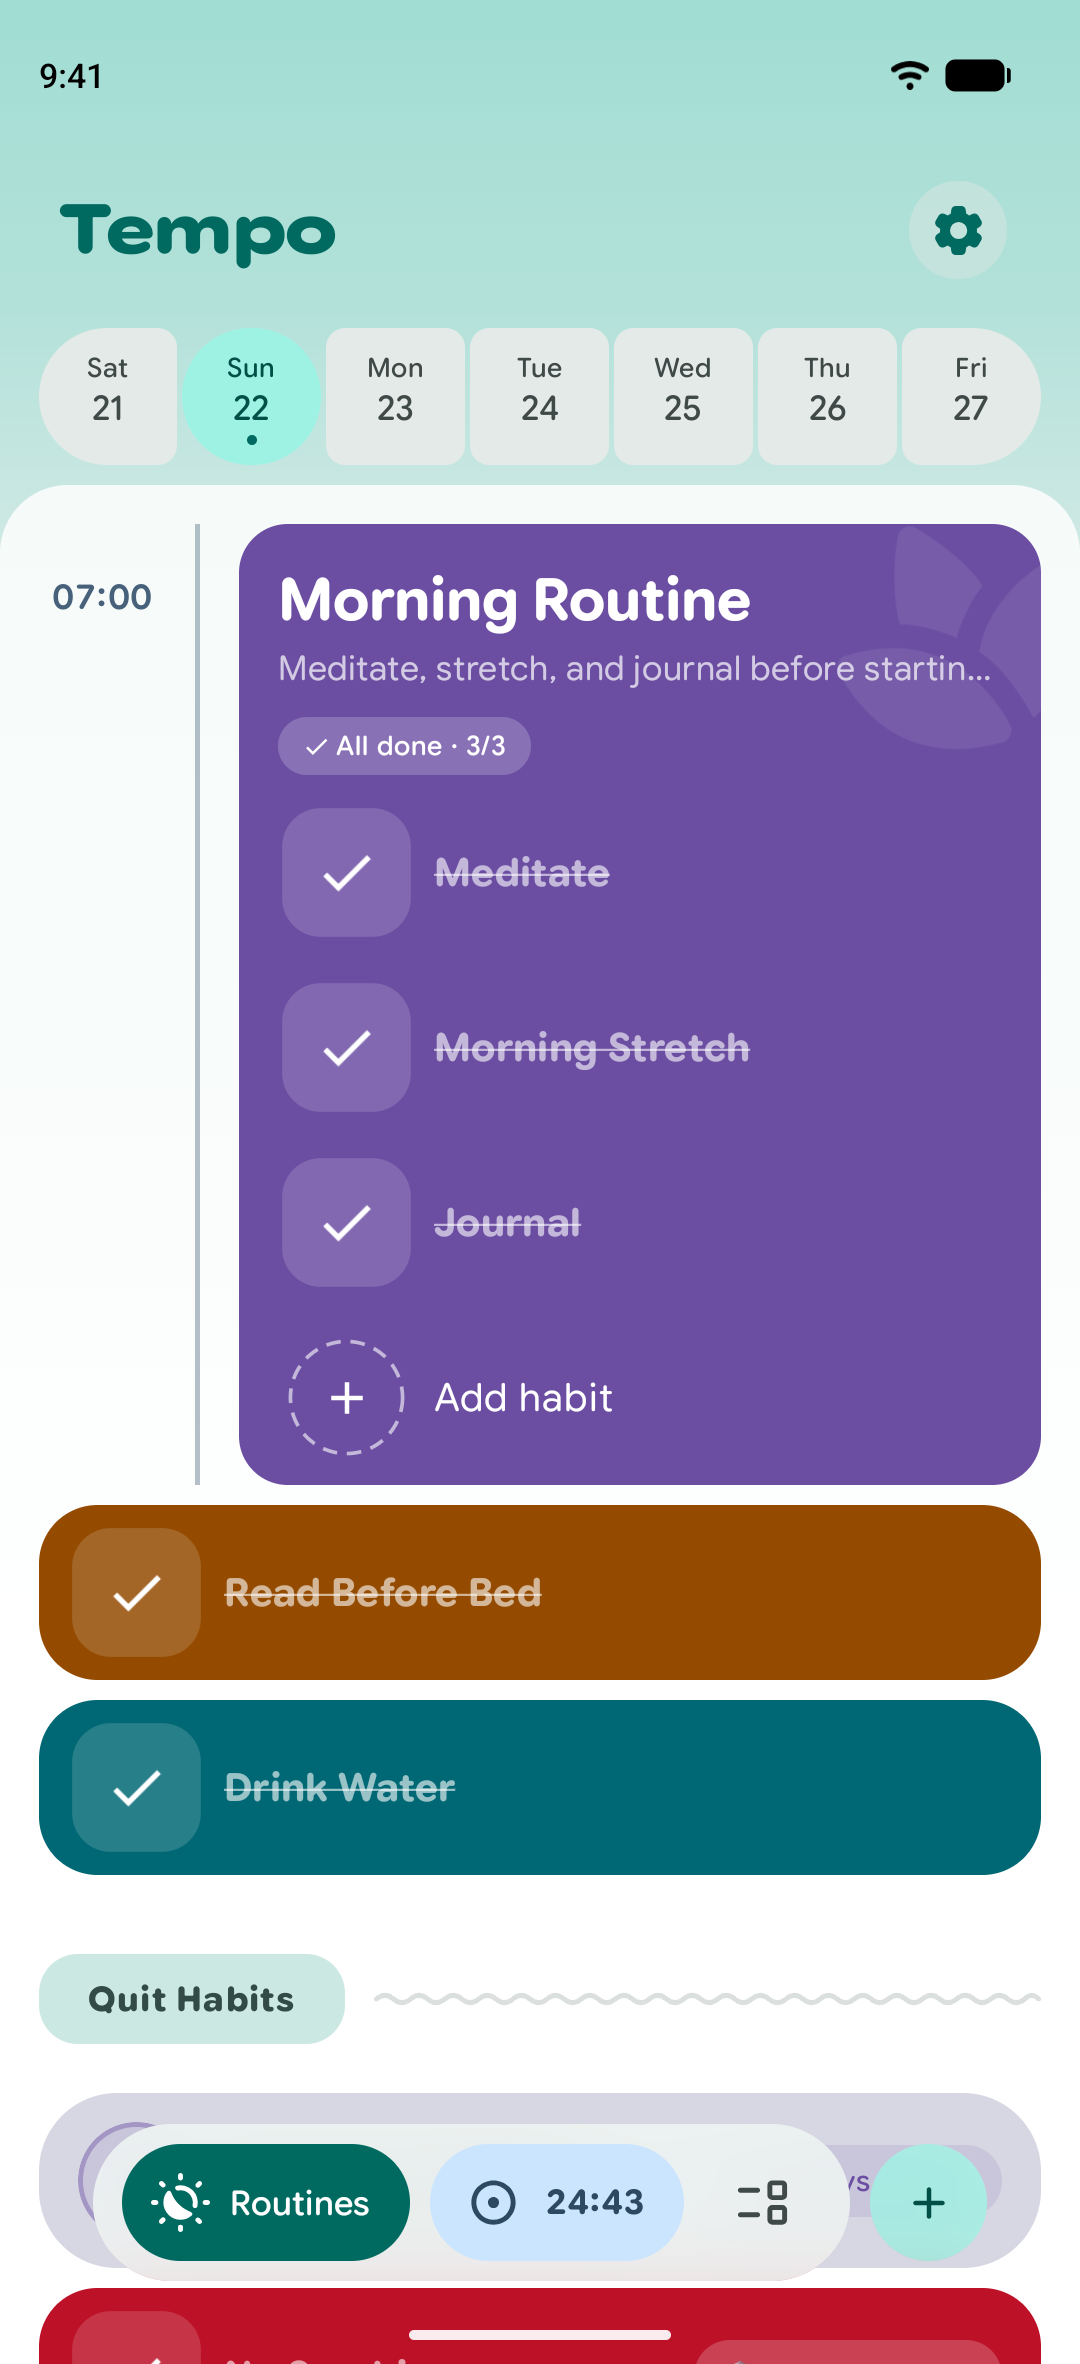 9:41
Tempo
Sat
21
Sun
22
Mon
23
Tue
24
Wed
25
Thu
26
Fri
27
07:00
Morning Routine
Meditate, stretch, and journal before startin...
All done · 3/3
Meditate
Morning Stretch
Journal
Add habit
Read Before Bed
Drink Water
Quit Habits
Routines
24:43